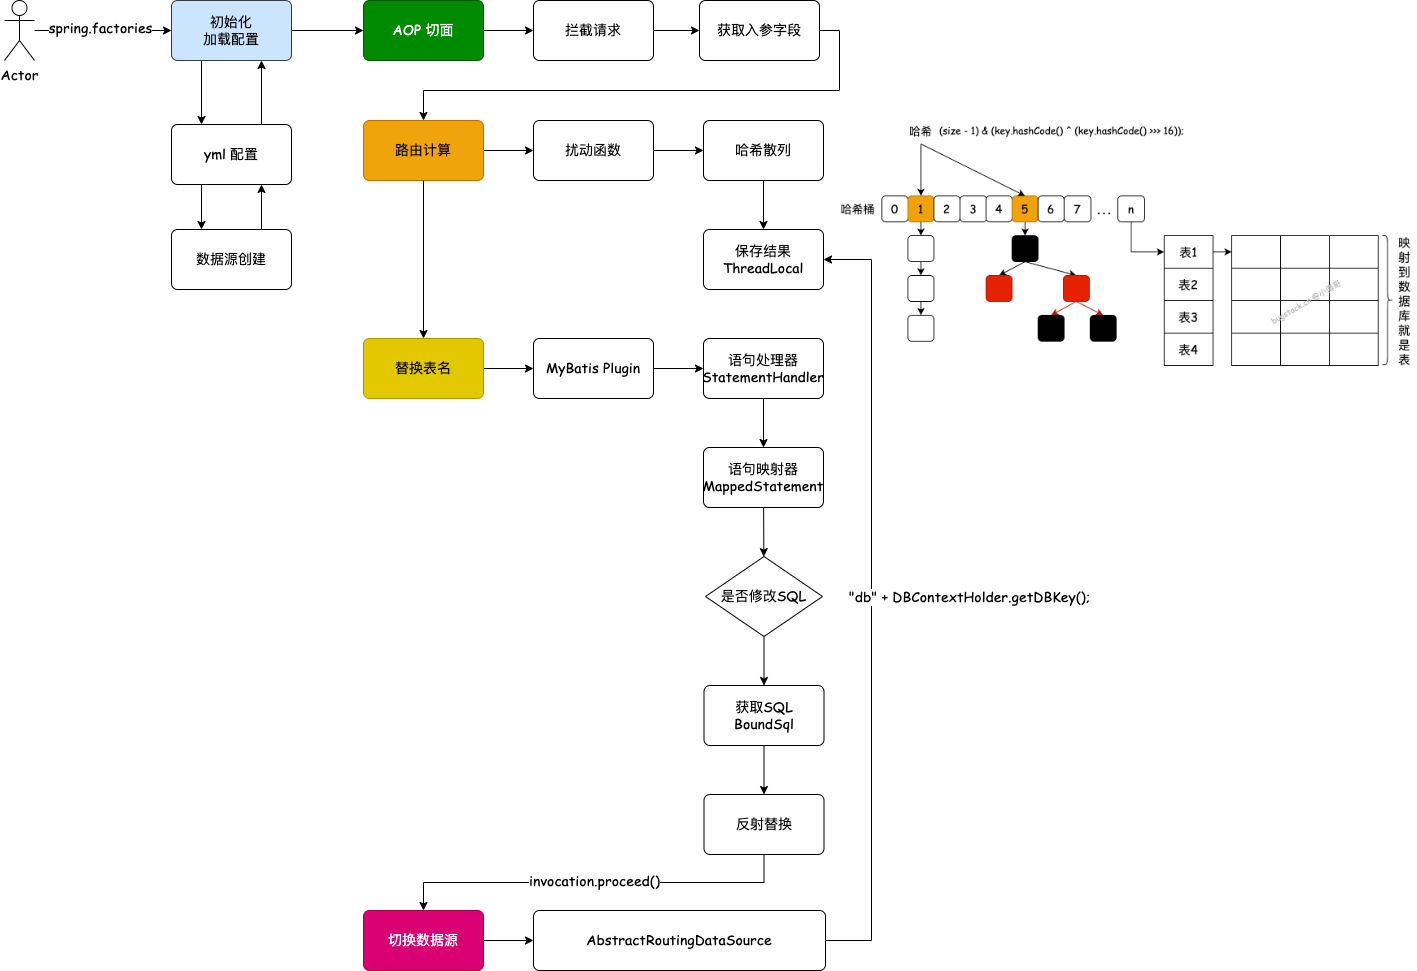 Actor
spring.factories
初始化
加载配置
AOP 切面
拦截请求
获取入参字段
yml 配置
数据源创建
路由计算
扰动函数
哈希散列
保存结果
ThreadLocal
哈希 (size - 1) & (key.hashCode() ^ (key.hashCode() >>> 16));
哈希桶
0 1 2 3 4 5 6 7 ... n
表1
表2
表3
表4
映射到数据库就是表
bugstack.cn @小傅哥
替换表名
MyBatis Plugin
语句处理器
StatementHandler
语句映射器
MappedStatement
是否修改SQL
"db" + DBContextHolder.getDBKey();
获取SQL
BoundSql
反射替换
invocation.proceed()
切换数据源
AbstractRoutingDataSource